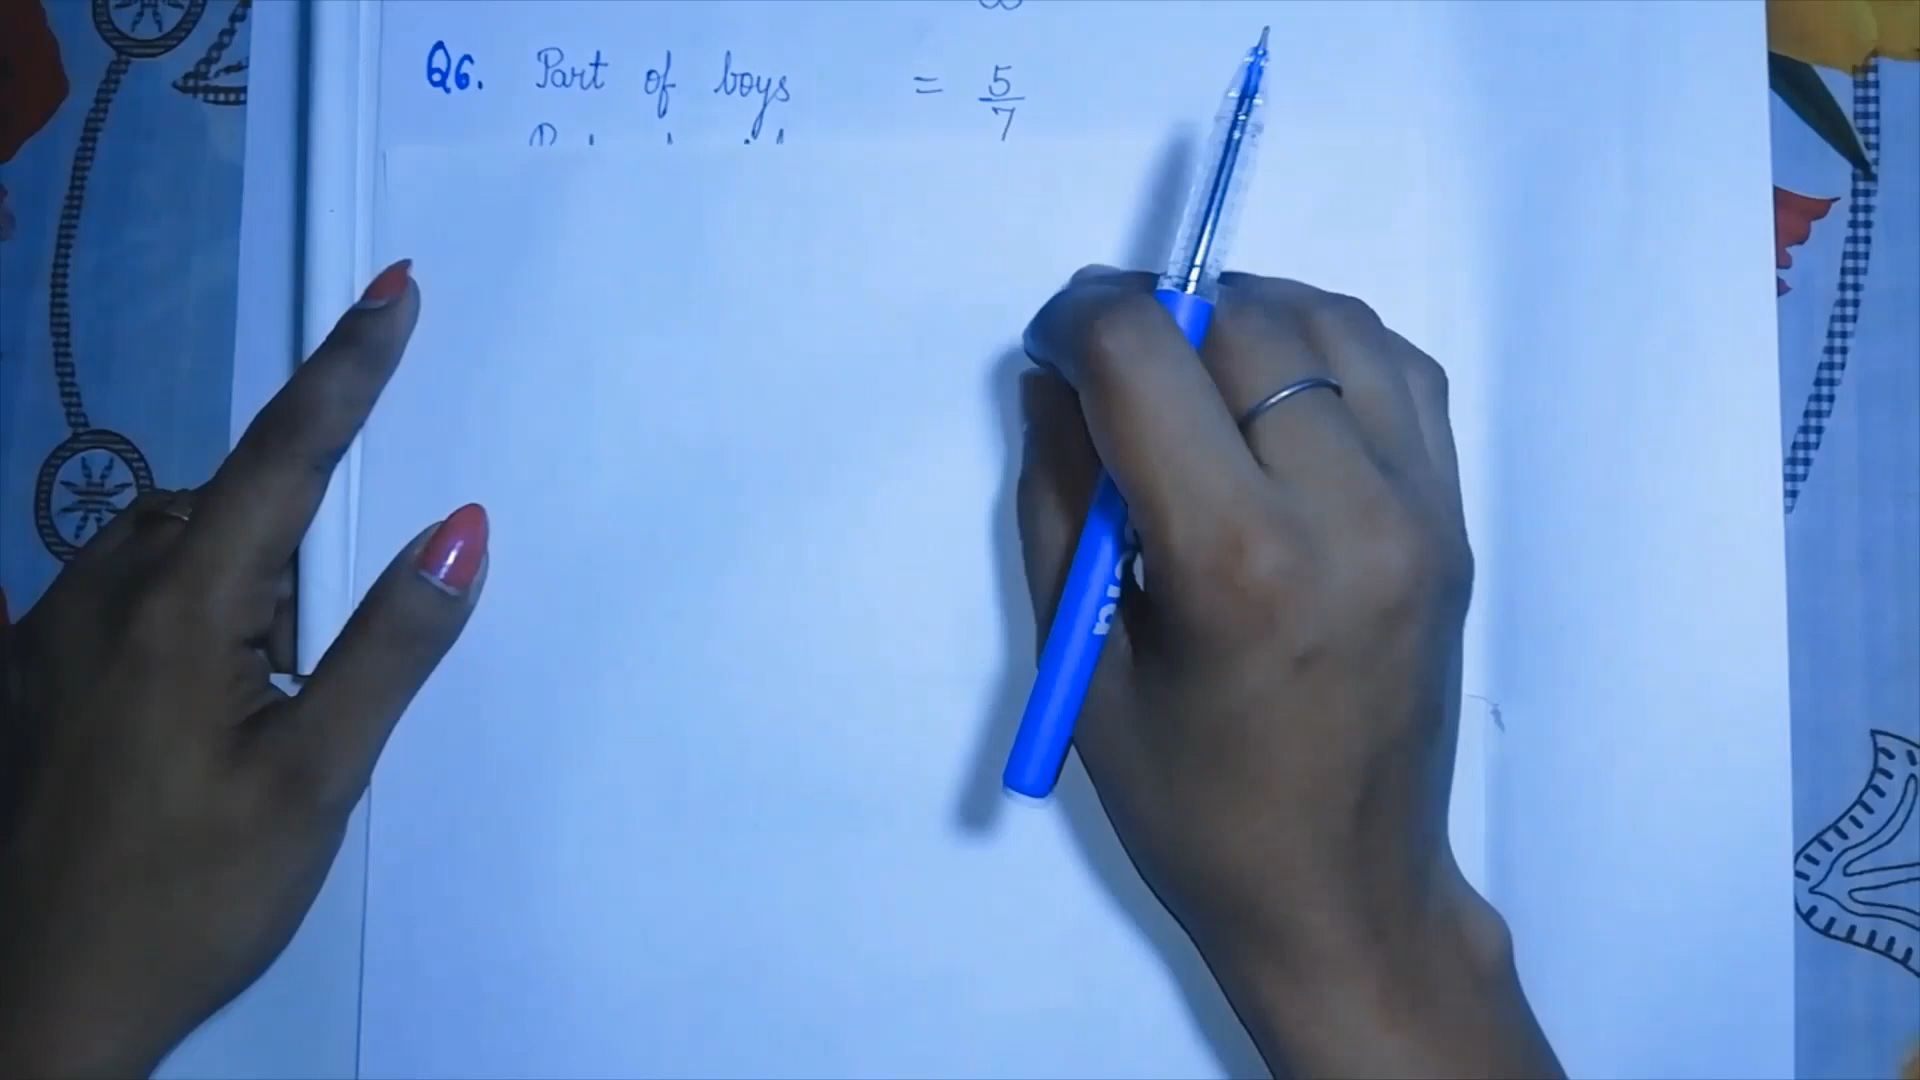 Q6. Part of boys = 5/7